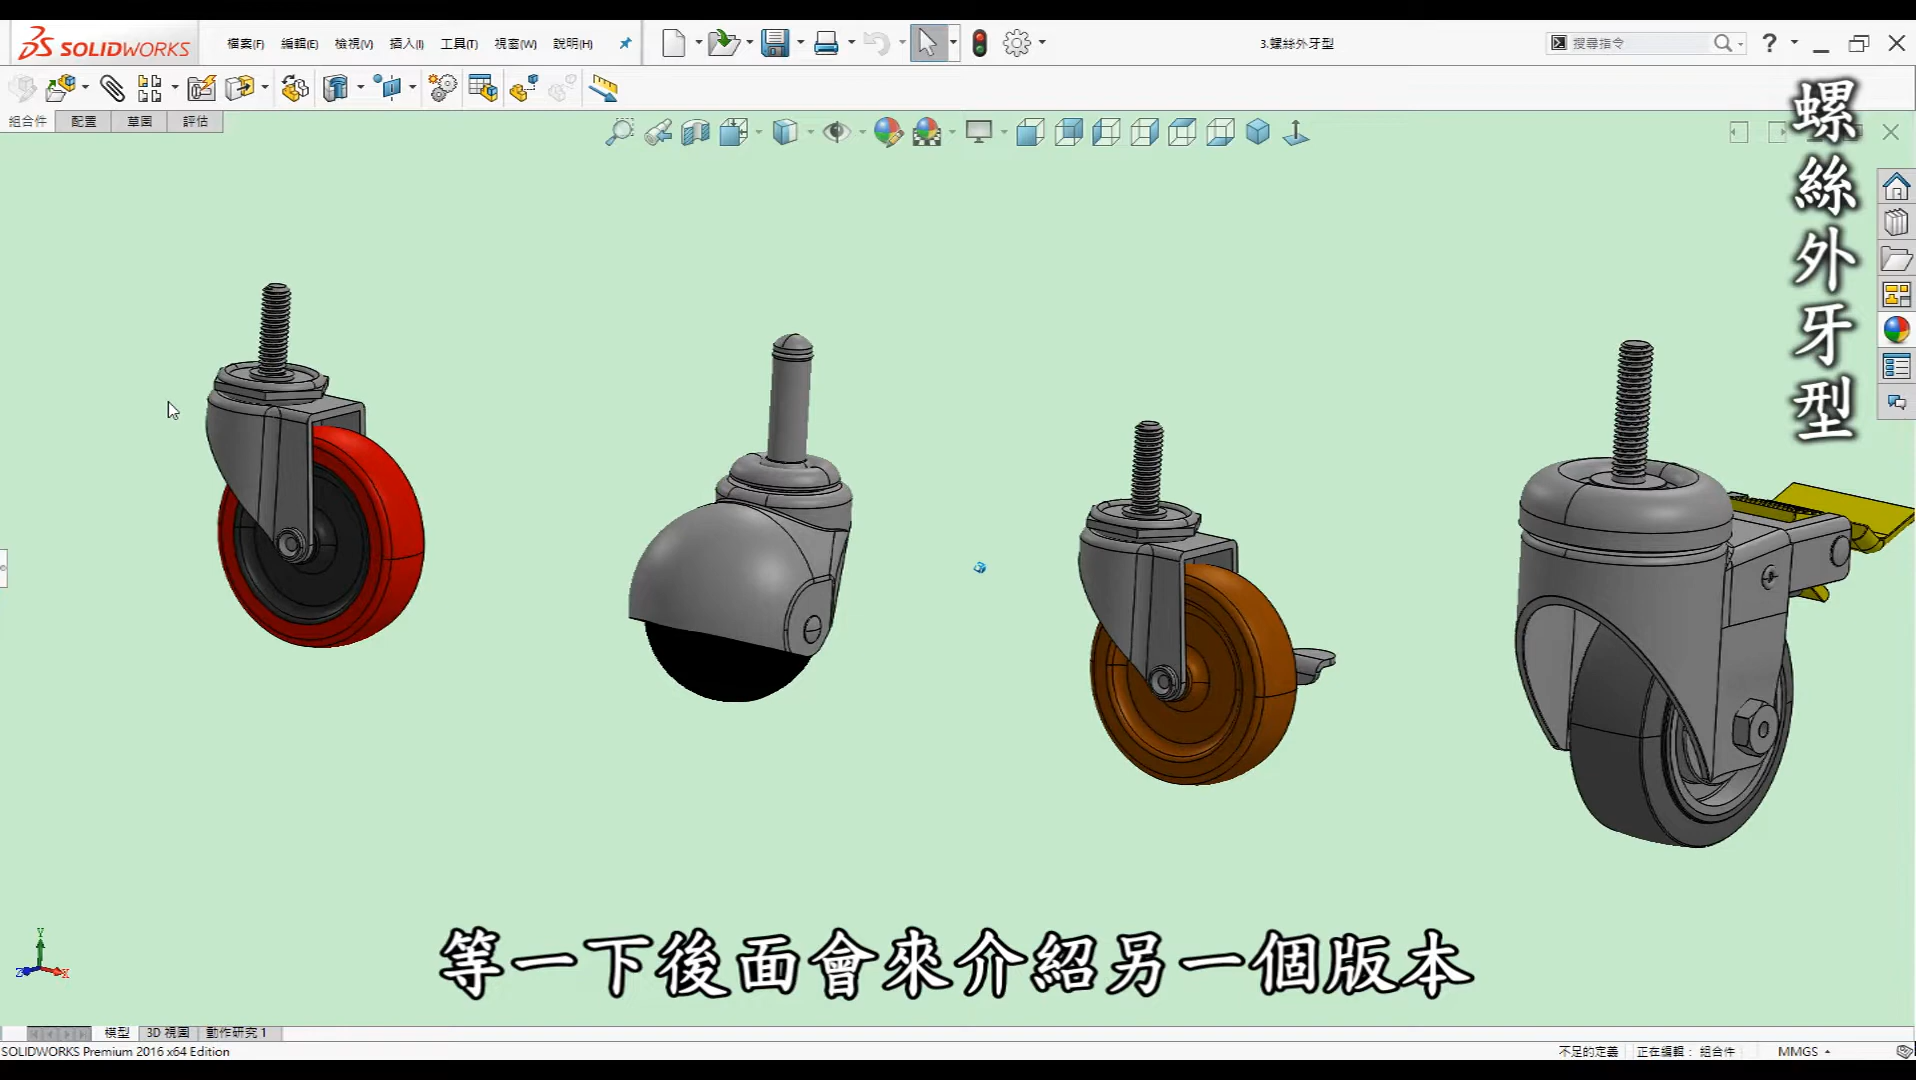 SOLIDWORKS
檔案(F) 編輯(E) 檢視(V) 插入(I) 工具(T) 視窗(W) 說明(H)
3.螺絲外牙型
搜尋指令
組合件 配置 草圖 評估
螺絲外牙型
等一下後面會來介紹另一個版本
模型 3D 視圖 動作研究 1
SOLIDWORKS Premium 2016 x64 Edition
不足的定義 正在編輯： 組合件 MMGS